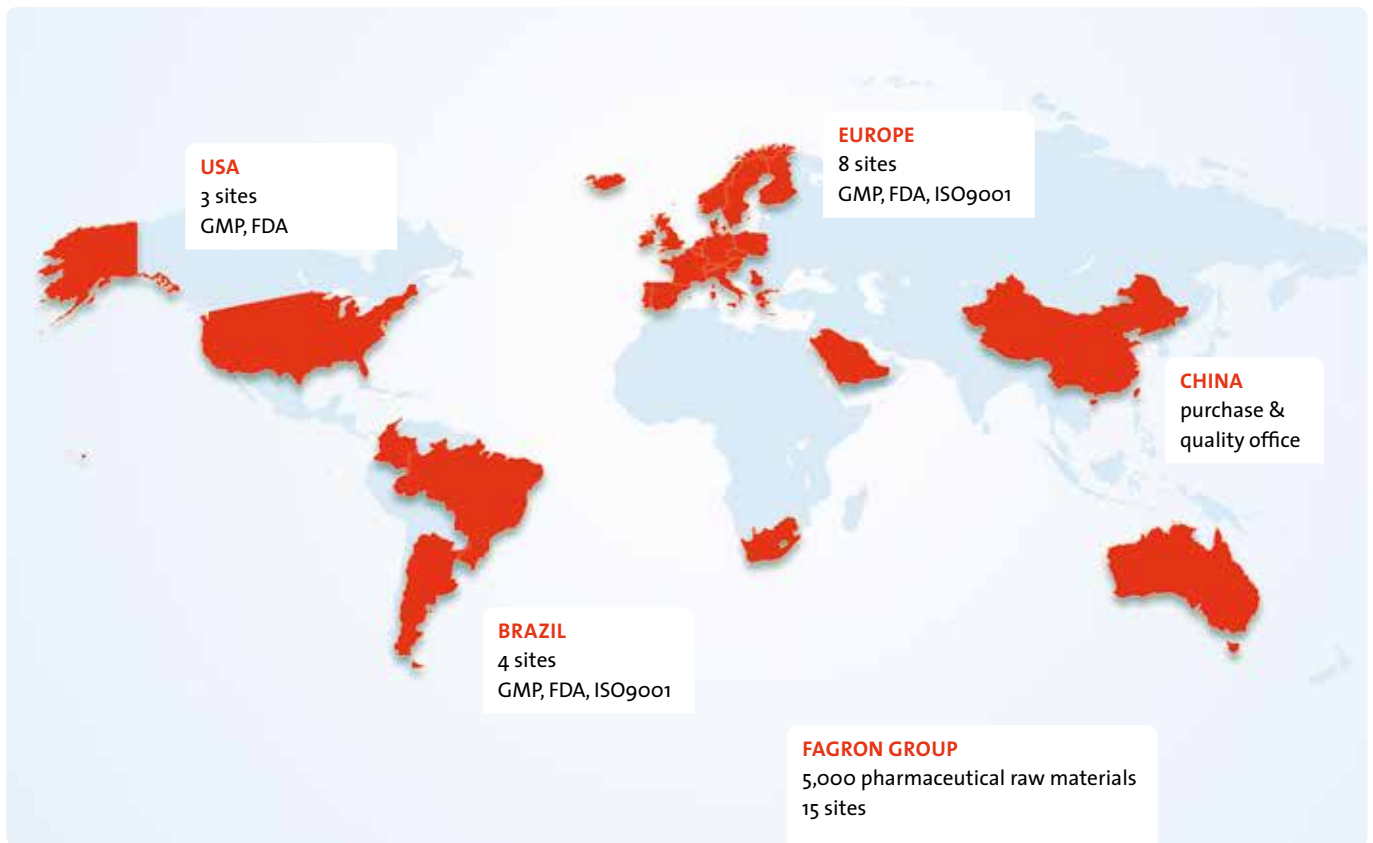 USA
3 sites
GMP, FDA
EUROPE
8 sites
GMP, FDA, ISO9001
CHINA
purchase &
quality office
BRAZIL
4 sites
GMP, FDA, ISO9001
FAGRON GROUP
5,000 pharmaceutical raw materials
15 sites